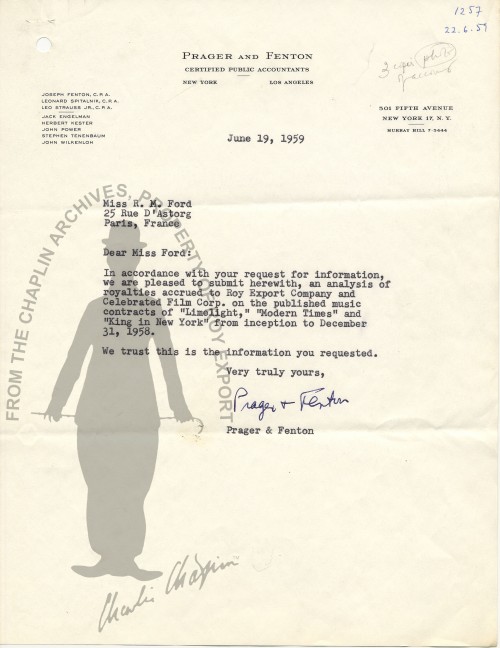 1257
22.6.59
PRAGER AND FENTON
CERTIFIED PUBLIC ACCOUNTANTS
NEW YORK LOS ANGELES
JOSEPH FENTON, C.P.A.
LEONARD SPITALNIK, C.P.A.
LEO STRAUSS JR., C.P.A.
JACK ENGELMAN
HERBERT KESTER
JOHN POWER
STEPHEN TENENBAUM
JOHN WILKENLOH
501 FIFTH AVENUE
NEW YORK 17, N.Y.
MURRAY HILL 7-5444
June 19, 1959
Miss R. M. Ford
25 Rue D'Astorg
Paris, France
Dear Miss Ford:
In accordance with your request for information,
we are pleased to submit herewith, an analysis of
royalties accrued to Roy Export Company and
Celebrated Film Corp. on the published music
contracts of "Limelight," "Modern Times" and
"King in New York" from inception to December
31, 1958.
We trust this is the information you requested.
Very truly yours,
Prager & Fenton
Prager & Fenton
FROM THE CHAPLIN ARCHIVES, PROPERTY OF ROY EXPORT
Charlie Chaplin